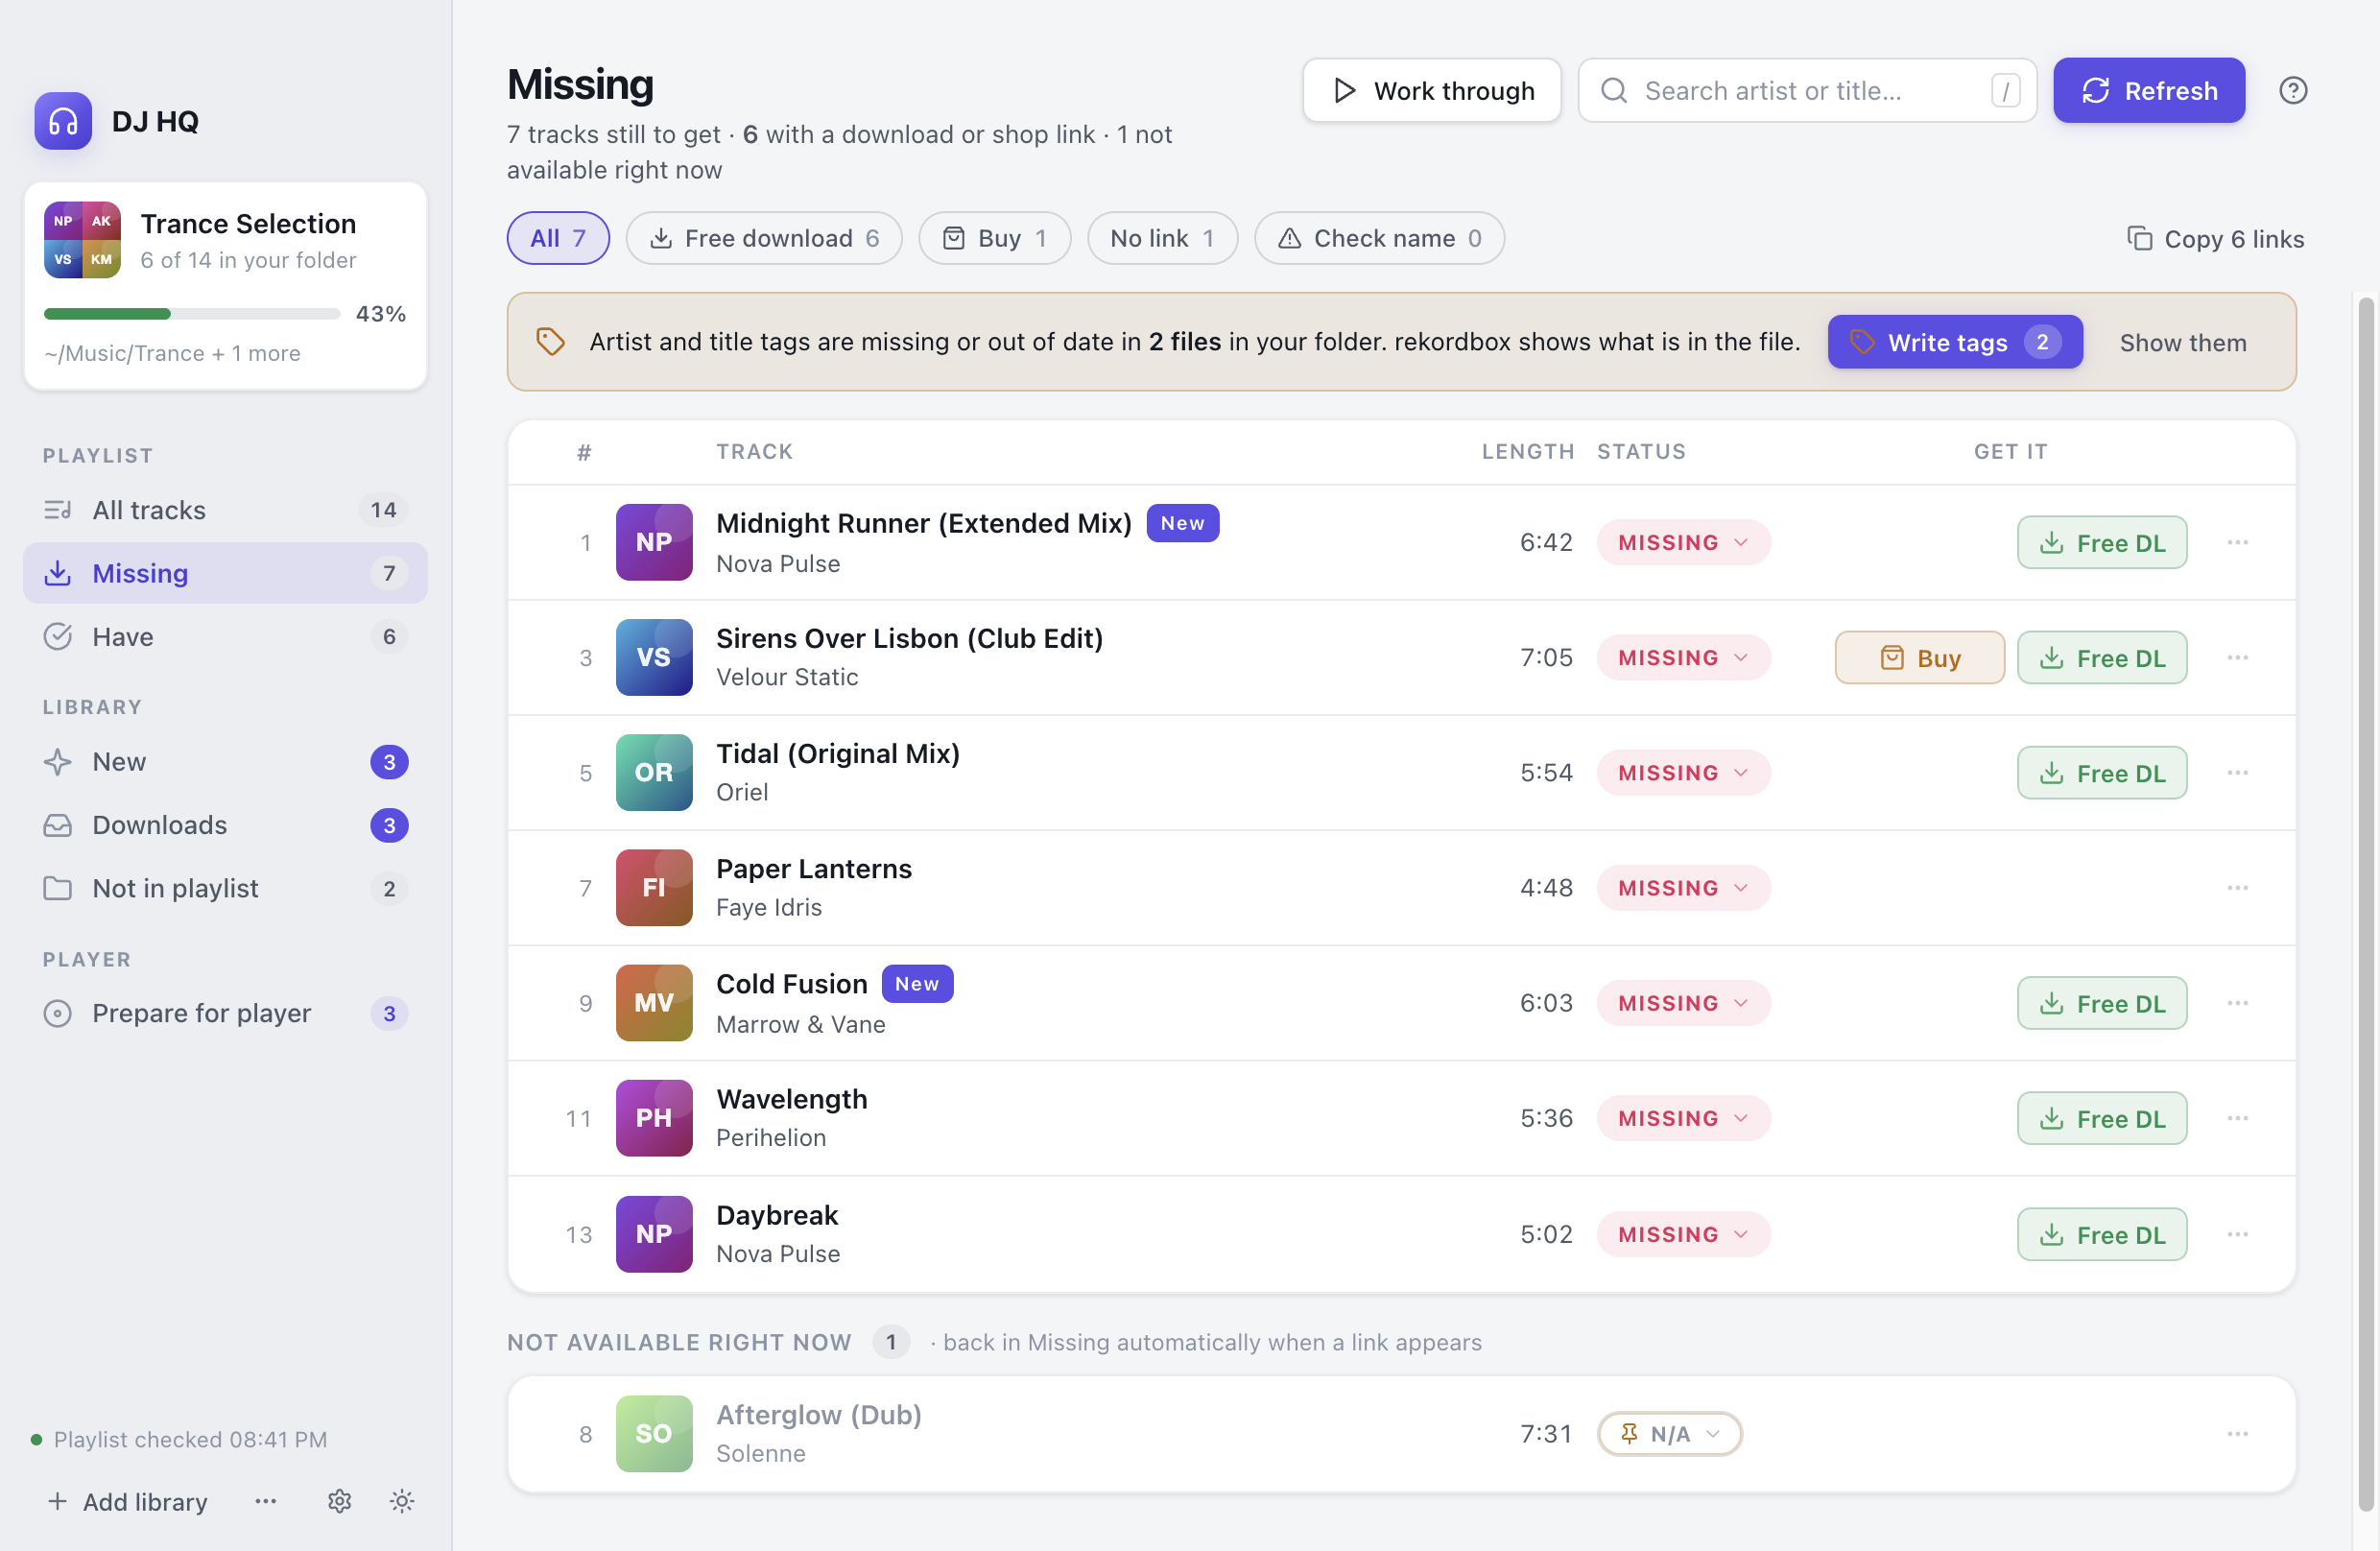 DJ HQ
NP AK
VS KM
Trance Selection
6 of 14 in your folder
43%
~/Music/Trance + 1 more
PLAYLIST
All tracks 14
Missing 7
Have 6
LIBRARY
New 3
Downloads 3
Not in playlist 2
PLAYER
Prepare for player 3
Playlist checked 08:41 PM
+ Add library ···
Missing
7 tracks still to get · 6 with a download or shop link · 1 not
available right now
Work through
Search artist or title... /
Refresh
?
All 7
Free download 6
Buy 1
No link 1
Check name 0
Copy 6 links
Artist and title tags are missing or out of date in 2 files in your folder. rekordbox shows what is in the file.
Write tags 2
Show them
# TRACK LENGTH STATUS GET IT
1 NP Midnight Runner (Extended Mix) New 6:42 MISSING Free DL ···
Nova Pulse
3 VS Sirens Over Lisbon (Club Edit) 7:05 MISSING Buy Free DL ···
Velour Static
5 OR Tidal (Original Mix) 5:54 MISSING Free DL ···
Oriel
7 FI Paper Lanterns 4:48 MISSING ···
Faye Idris
9 MV Cold Fusion New 6:03 MISSING Free DL ···
Marrow & Vane
11 PH Wavelength 5:36 MISSING Free DL ···
Perihelion
13 NP Daybreak 5:02 MISSING Free DL ···
Nova Pulse
NOT AVAILABLE RIGHT NOW 1 · back in Missing automatically when a link appears
8 SO Afterglow (Dub) 7:31 N/A ···
Solenne